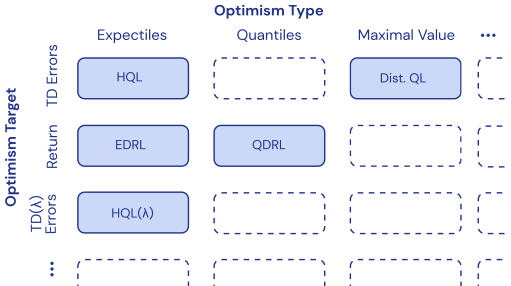 Optimism Type
Expectiles Quantiles Maximal Value ...
Optimism Target
TD Errors
HQL Dist. QL
Return
EDRL QDRL
TD(λ)
Errors
HQL(λ)
...